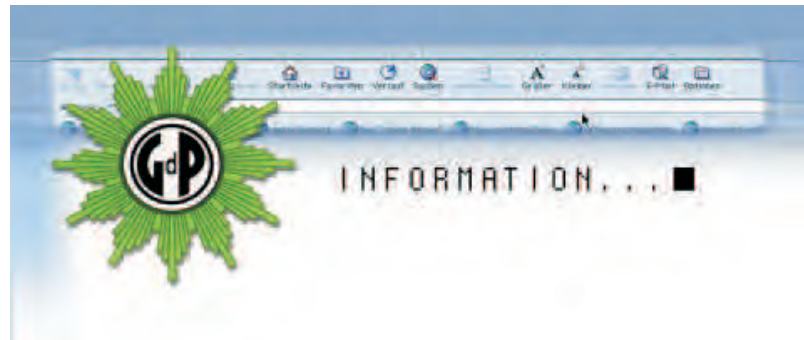 Startseite Favoriten Verlauf Suchen Größer Kleiner E-Mail Optionen
GdP
INFORMATION...